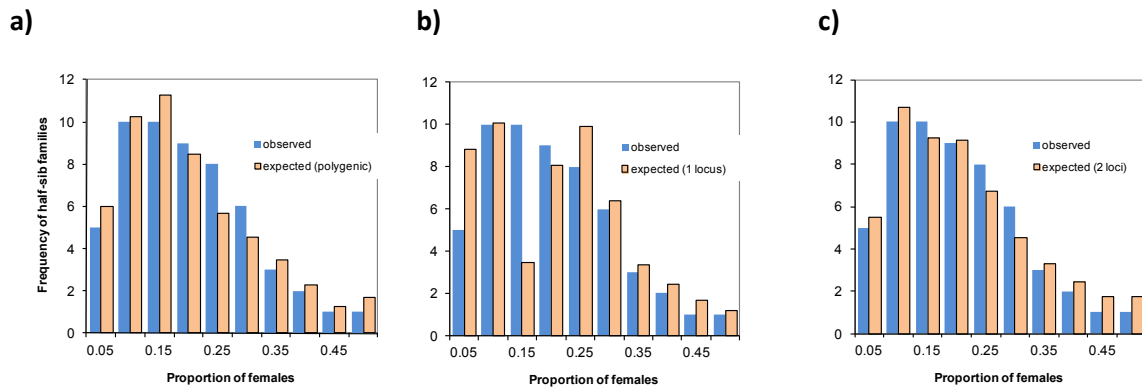 a)
b)
c)
Frequency of half-sib families
12
10
8
6
4
2
0
observed
expected (polygenic)
0.05 0.15 0.25 0.35 0.45
Proportion of females
12
10
8
6
4
2
0
observed
expected (1 locus)
0.05 0.15 0.25 0.35 0.45
Proportion of females
12
10
8
6
4
2
0
observed
expected (2 loci)
0.05 0.15 0.25 0.35 0.45
Proportion of females